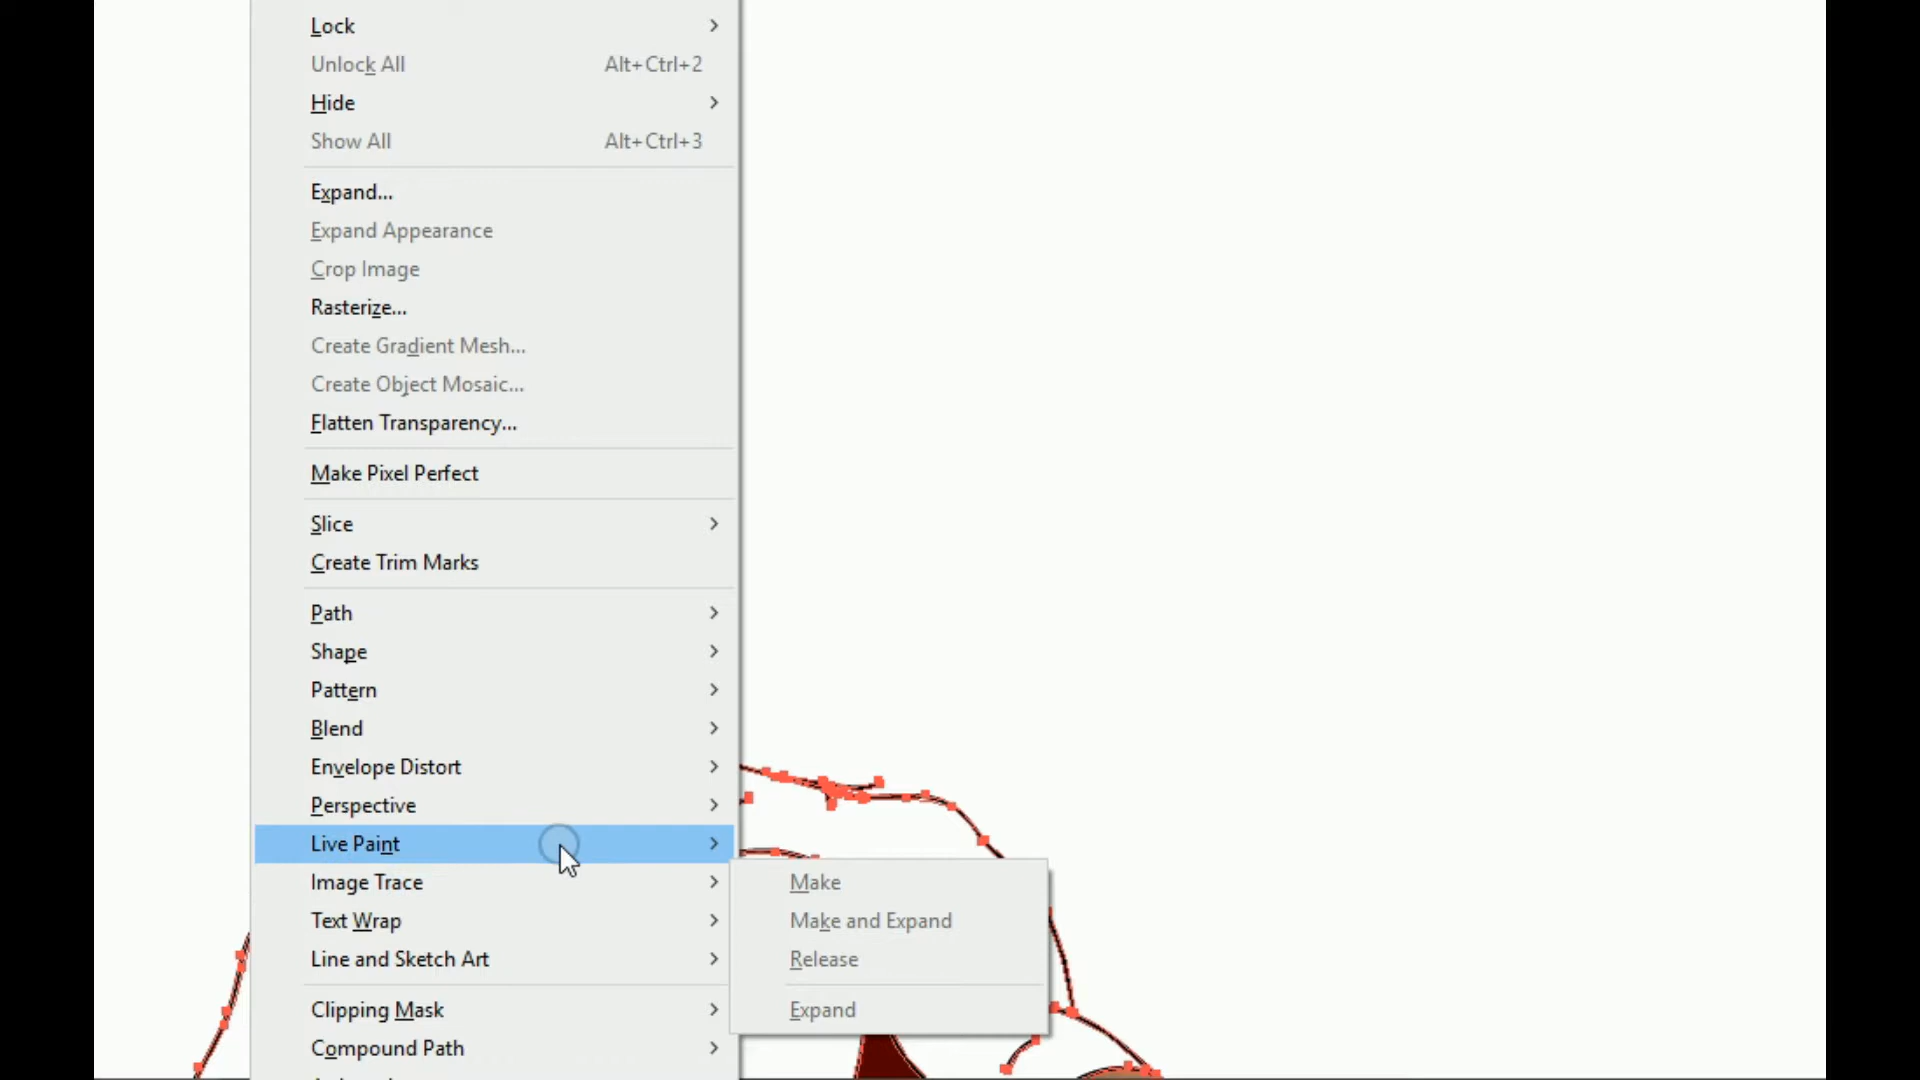 Lock
Unlock All Alt+Ctrl+2
Hide
Show All Alt+Ctrl+3
Expand...
Expand Appearance
Crop Image
Rasterize...
Create Gradient Mesh...
Create Object Mosaic...
Flatten Transparency...
Make Pixel Perfect
Slice
Create Trim Marks
Path
Shape
Pattern
Blend
Envelope Distort
Perspective
Live Paint
Image Trace
Text Wrap
Line and Sketch Art
Clipping Mask
Compound Path
Make
Make and Expand
Release
Expand